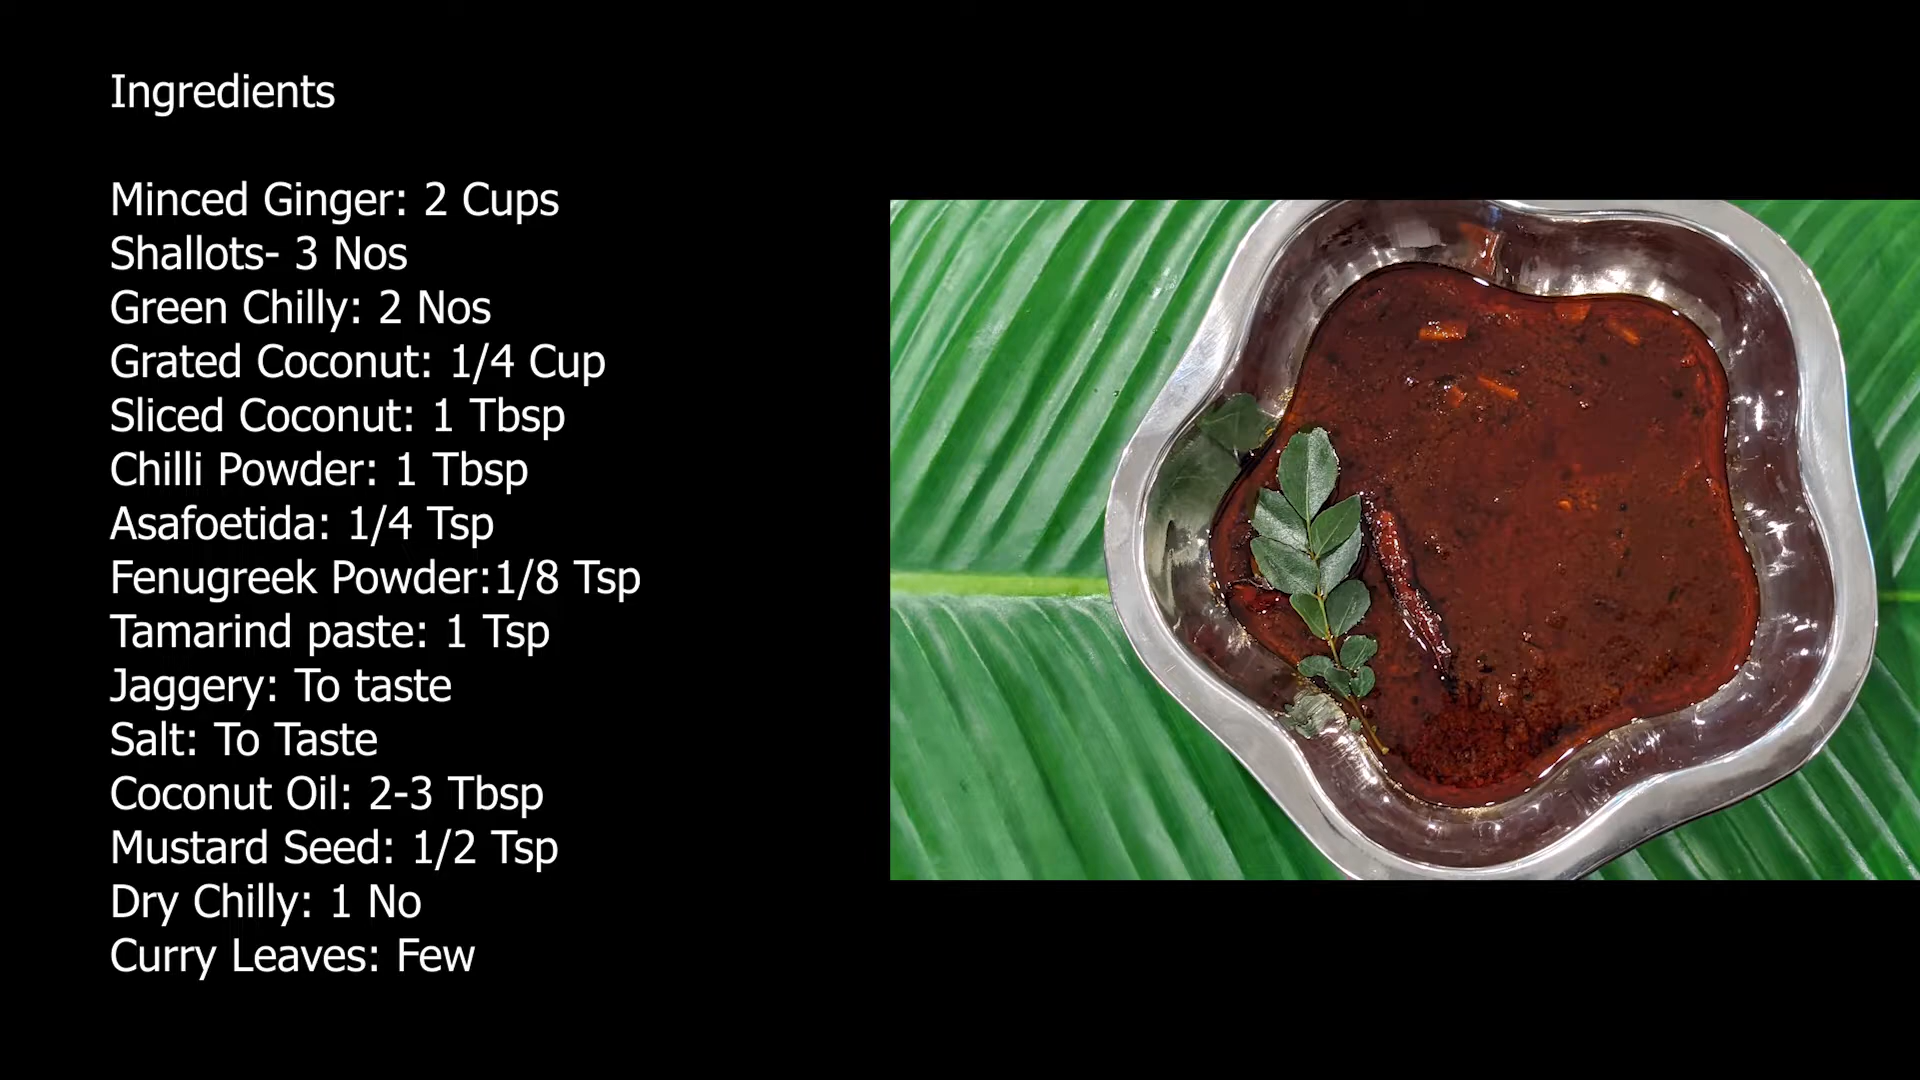 Ingredients
Minced Ginger: 2 Cups
Shallots- 3 Nos
Green Chilly: 2 Nos
Grated Coconut: 1/4 Cup
Sliced Coconut: 1 Tbsp
Chilli Powder: 1 Tbsp
Asafoetida: 1/4 Tsp
Fenugreek Powder:1/8 Tsp
Tamarind paste: 1 Tsp
Jaggery: To taste
Salt: To Taste
Coconut Oil: 2-3 Tbsp
Mustard Seed: 1/2 Tsp
Dry Chilly: 1 No
Curry Leaves: Few